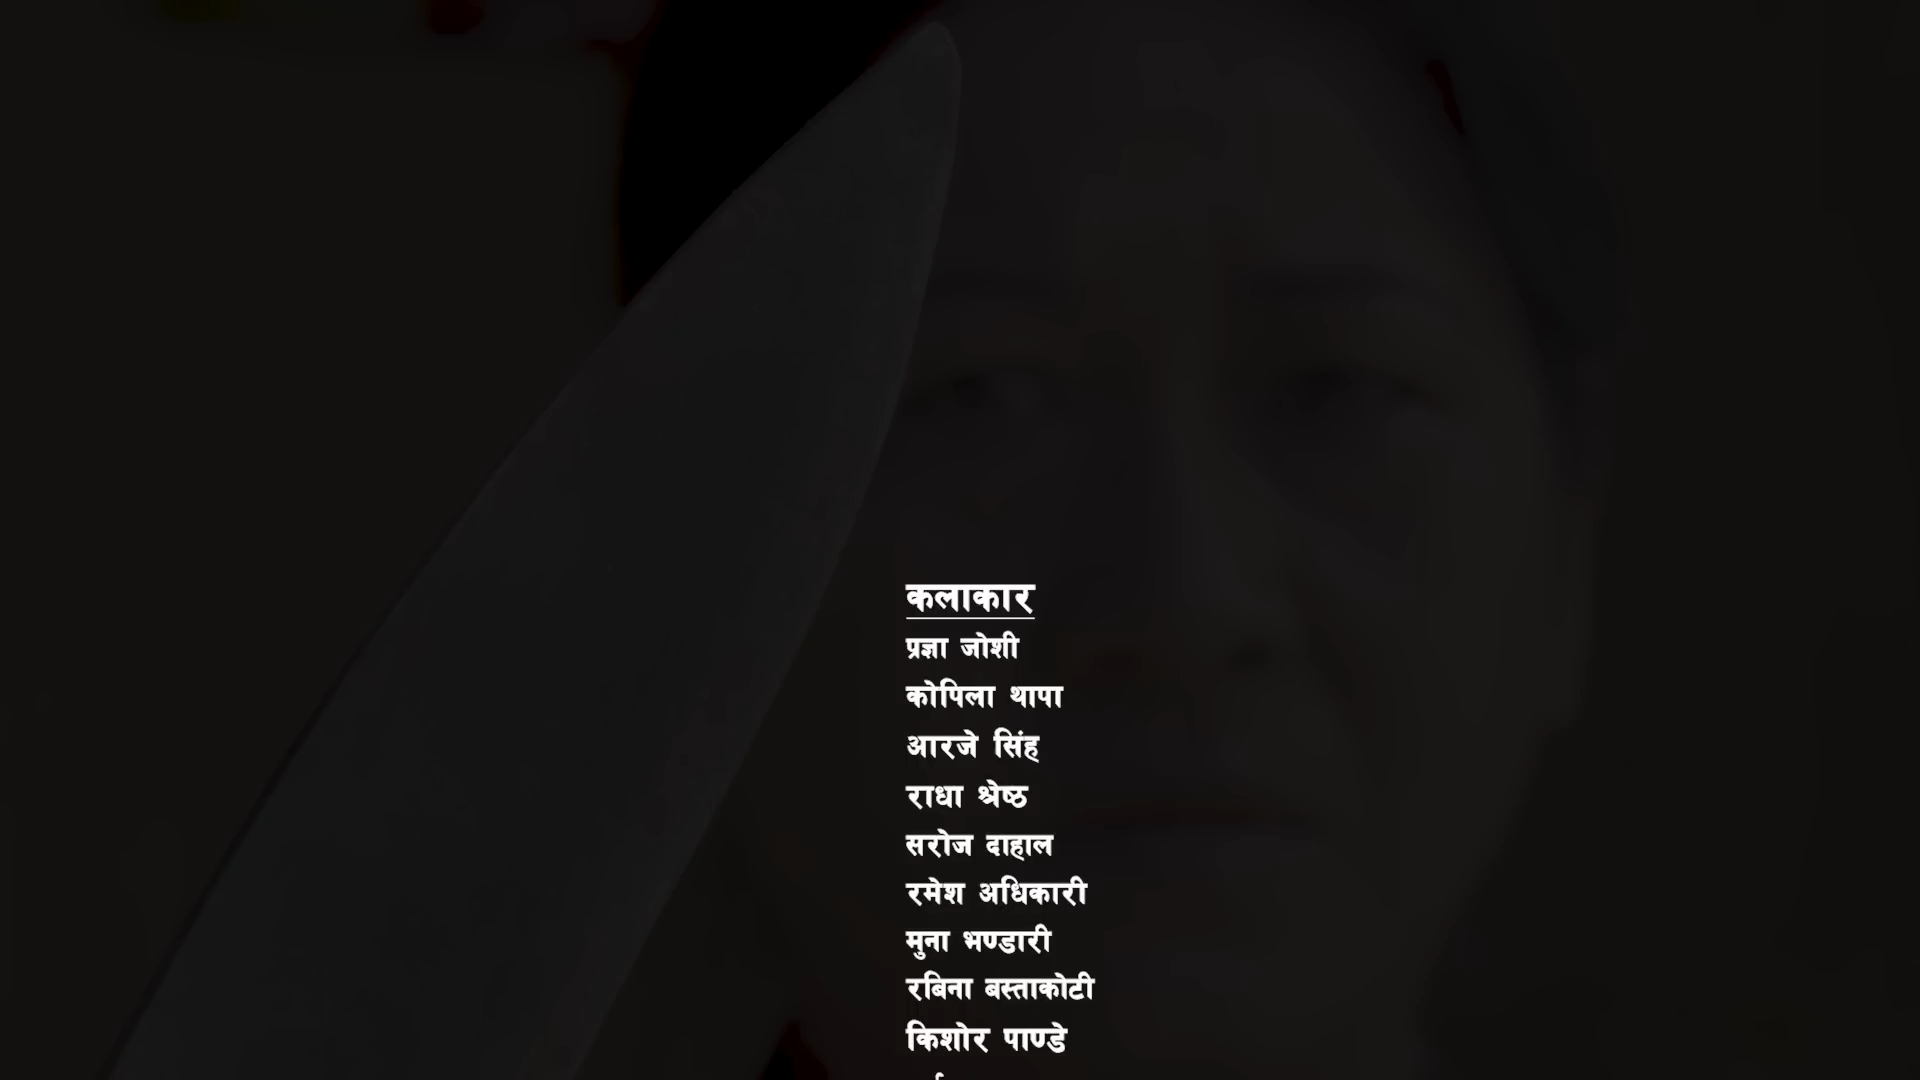 कलाकार
प्रज्ञा जोशी
कोपिला थापा
आरजे सिंह
राधा श्रेष्ठ
सरोज दाहाल
रमेश अधिकारी
मुना भण्डारी
रबिना बस्ताकोटी
किशोर पाण्डे